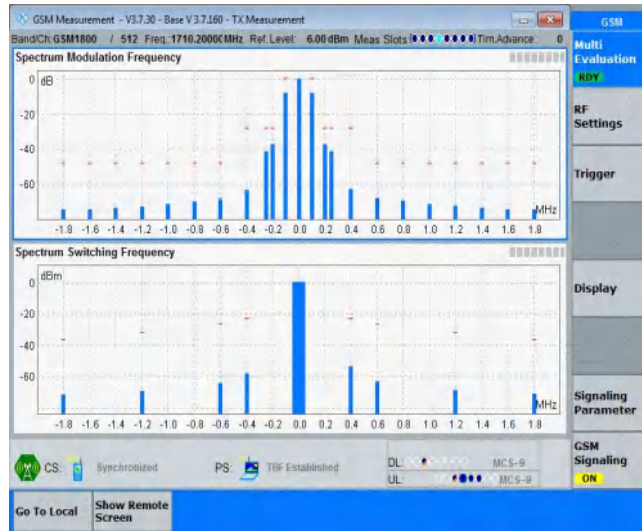 GSM Measurement - V3.7.30 - Base V 3.7.160 - TX Measurement
Band/Ch: GSM1800 / 512 Freq.: 1710.2000 MHz Ref. Level: 6.00 dBm Meas Slots Tim.Advance: 0
Spectrum Modulation Frequency
dB
0
-20
-40
-60
MHz
-1.8 -1.6 -1.4 -1.2 -1.0 -0.8 -0.6 -0.4 -0.2 0.0 0.2 0.4 0.6 0.8 1.0 1.2 1.4 1.6 1.8
Spectrum Switching Frequency
dBm
0
-20
-40
-60
MHz
-1.8 -1.6 -1.4 -1.2 -1.0 -0.8 -0.6 -0.4 -0.2 0.0 0.2 0.4 0.6 0.8 1.0 1.2 1.4 1.6 1.8
CS: Synchronized PS: TBF Established
DL: MCS-9
UL: MCS-9
Go To Local
Show Remote Screen
GSM
Multi Evaluation
RDY
RF Settings
Trigger
Display
Signaling Parameter
GSM Signaling
ON